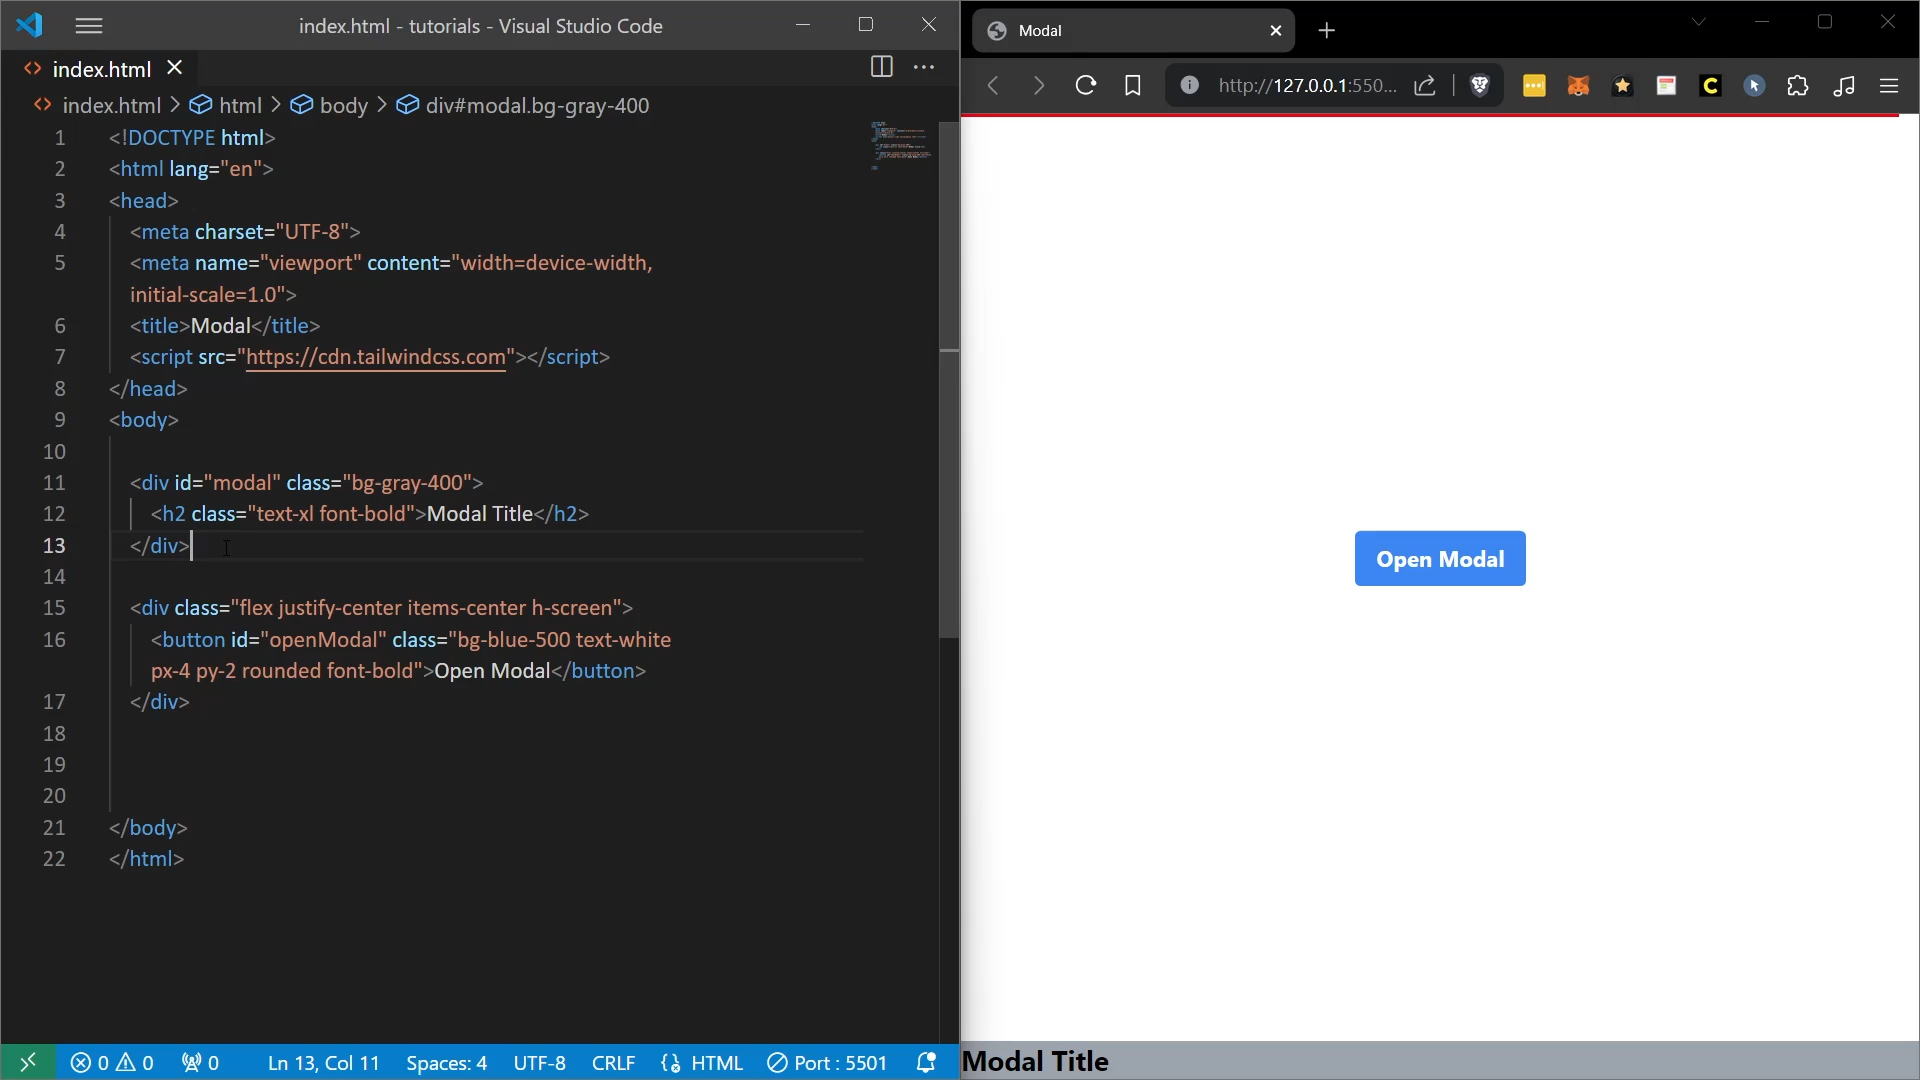 index.html - tutorials - Visual Studio Code
index.html
index.html > html > body > div#modal.bg-gray-400
1 <!DOCTYPE html>
2 <html lang="en">
3 <head>
4 <meta charset="UTF-8">
5 <meta name="viewport" content="width=device-width,
initial-scale=1.0">
6 <title>Modal</title>
7 <script src="https://cdn.tailwindcss.com"></script>
8 </head>
9 <body>
10
11 <div id="modal" class="bg-gray-400">
12 <h2 class="text-xl font-bold">Modal Title</h2>
13 </div>
14
15 <div class="flex justify-center items-center h-screen">
16 <button id="openModal" class="bg-blue-500 text-white
px-4 py-2 rounded font-bold">Open Modal</button>
17 </div>
18
19
20
21 </body>
22 </html>
0 0 0 Ln 13, Col 11 Spaces: 4 UTF-8 CRLF HTML Port : 5501
Modal
http://127.0.0.1:550...
C
Open Modal
Modal Title